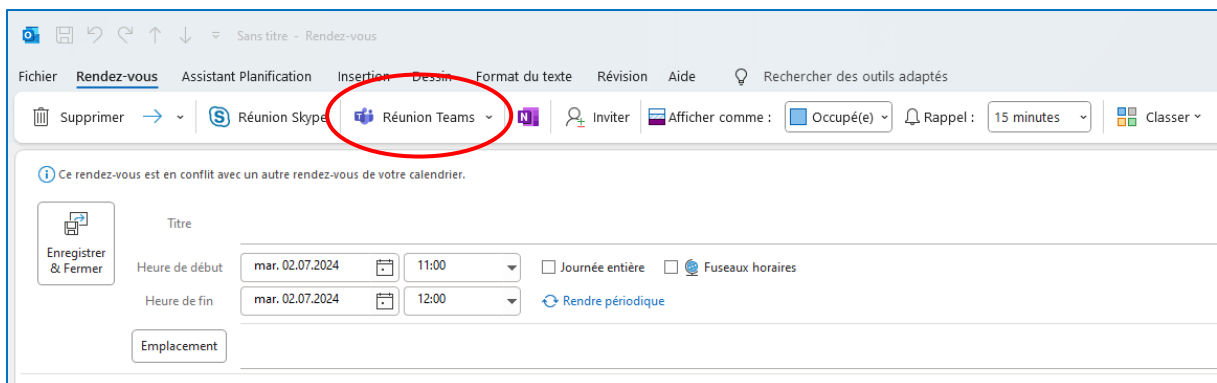 Sans titre - Rendez-vous
Fichier Rendez-vous Assistant Planification Insertion Dessin Format du texte Révision Aide Rechercher des outils adaptés
Supprimer Réunion Skype Réunion Teams Inviter Afficher comme : Occupé(e) Rappel : 15 minutes Classer
Ce rendez-vous est en conflit avec un autre rendez-vous de votre calendrier.
Titre
Enregistrer
& Fermer
Heure de début mar. 02.07.2024 11:00 Journée entière Fuseaux horaires
Heure de fin mar. 02.07.2024 12:00 Rendre périodique
Emplacement